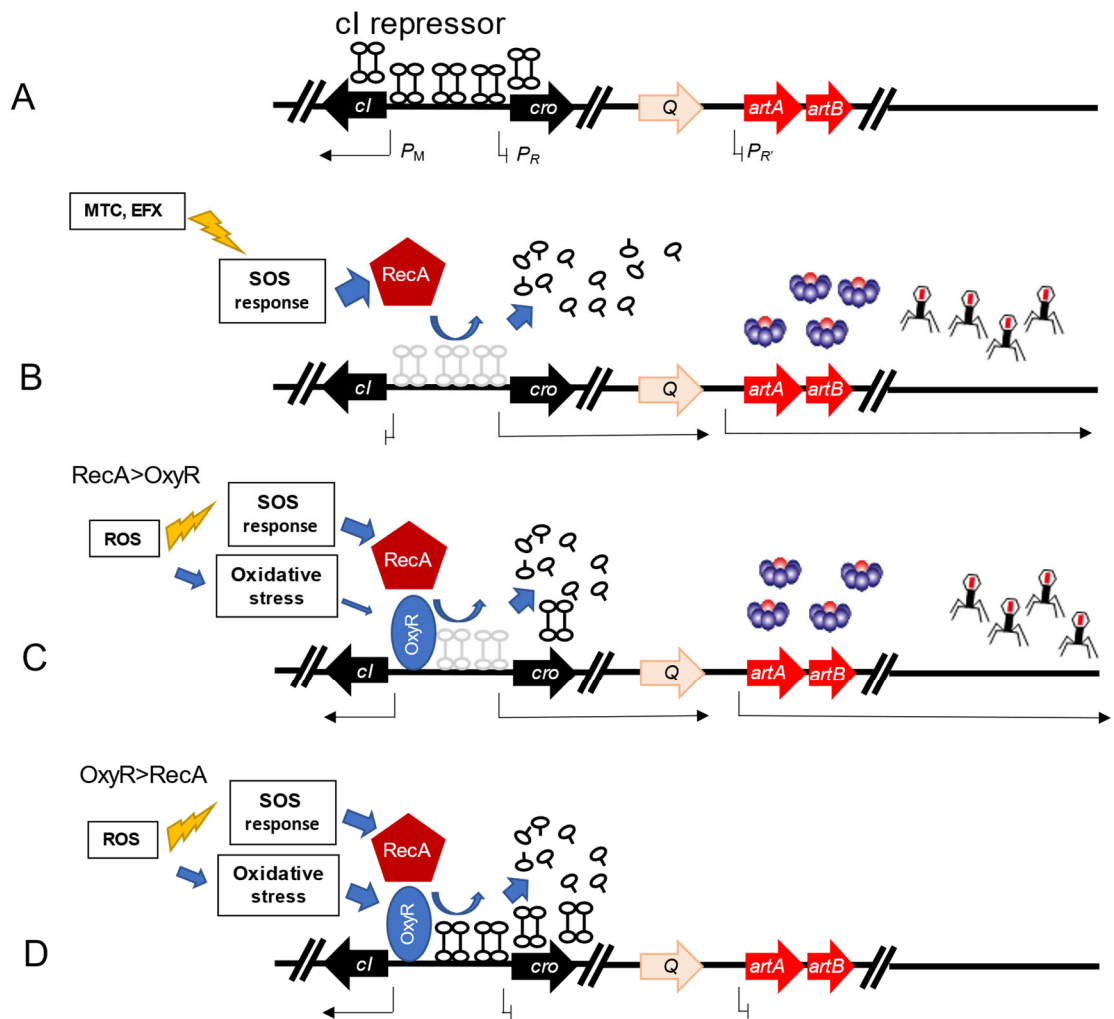 cI repressor
A
cI
cro
Q
artA
artB
PM
PR
PR'
MTC, EFX
SOS
response
RecA
B
cI
cro
Q
artA
artB
RecA>OxyR
ROS
SOS
response
Oxidative
stress
RecA
OxyR
C
cI
cro
Q
artA
artB
OxyR>RecA
ROS
SOS
response
Oxidative
stress
RecA
OxyR
D
cI
cro
Q
artA
artB